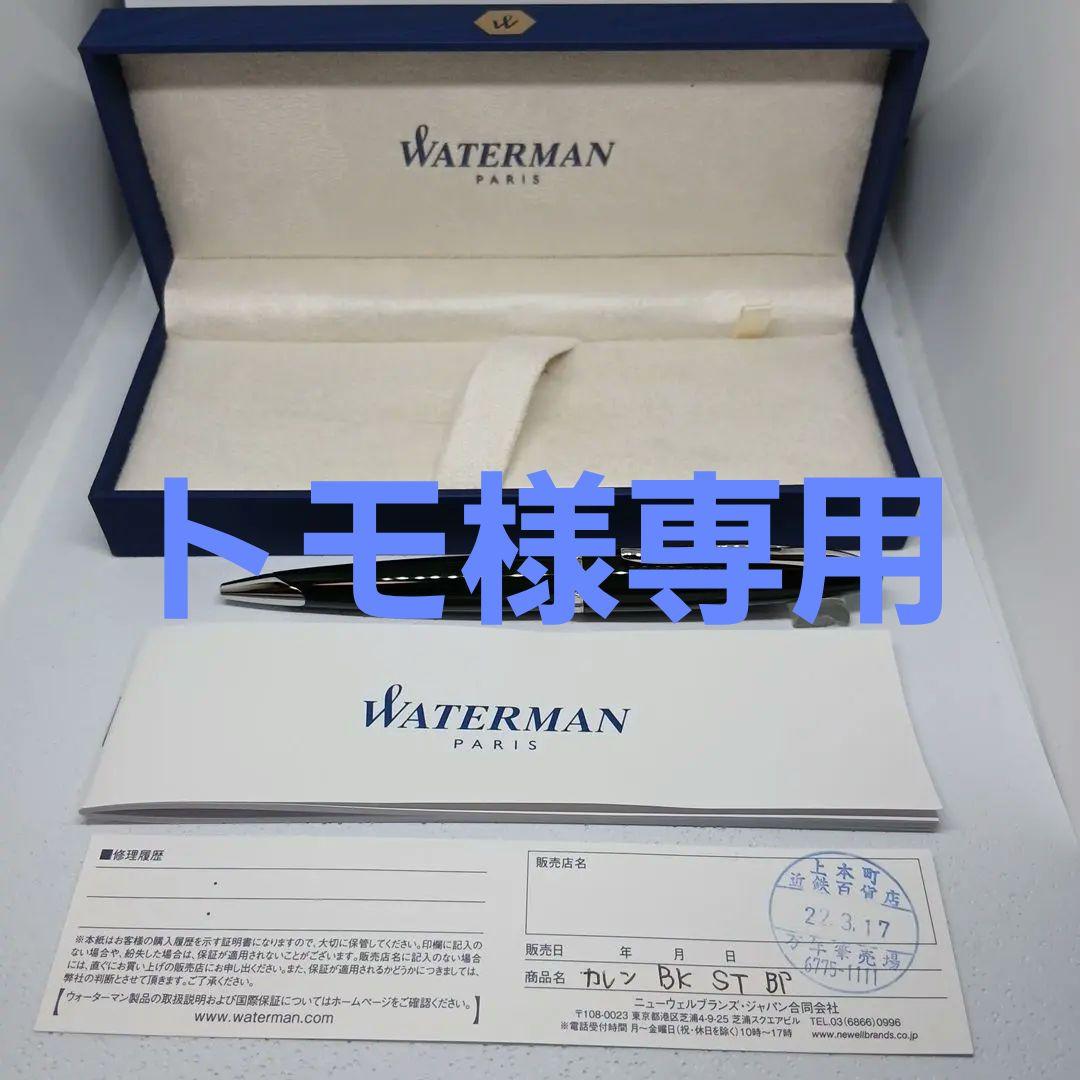 WATERMAN
PARIS
トモ様専用
WATERMAN
PARIS
■修理履歴
※本紙はお客様の購入履歴を示す証明書になりますので、大切に保管してください。印欄に記入の
ない場合や、紛失した場合は、保証が適用されないことがございます。販売店名に記入のない場合
には、直ぐにお買い上げの販売店にお申し出ください。また、保証が適用されるかどうかにつきましては、
弊社の判断とさせて頂きます。ご了承ください。
【ウォーターマン製品の取扱説明および国際保証についてはホームページをご確認ください。】
www.waterman.com
販売店名
上本町
近鉄百貨店
22.3.17
万年筆売場
6775-1111
販売日 年 月 日
商品名 カレン BK ST BP
ニューウェルブランズ・ジャパン合同会社
〒108-0023 東京都港区芝浦4-9-25 芝浦スクエアビル TEL.03(6866)0996
※電話受付時間 月~金曜日(祝・休日を除く)10時~17時 www.newellbrands.co.jp